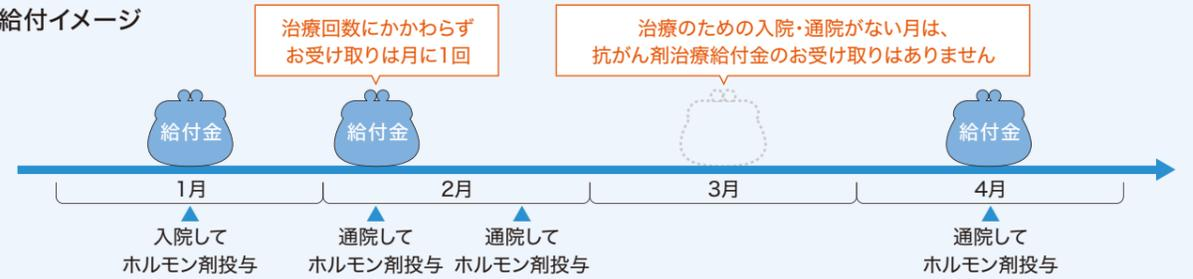 給付イメージ
治療回数にかかわらず
お受け取りは月に1回
治療のための入院・通院がない月は、
抗がん剤治療給付金のお受け取りはありません
給付金
給付金
給付金
1月
2月
3月
4月
入院して
ホルモン剤投与
通院して
ホルモン剤投与
通院して
ホルモン剤投与
通院して
ホルモン剤投与